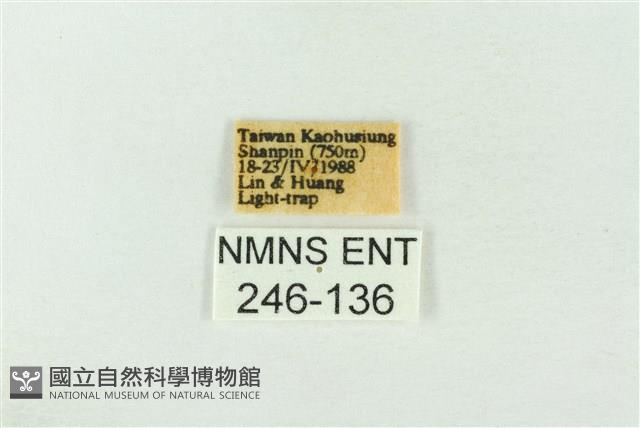 Taiwan Kaohusiung
Shanpin (750m)
18-23/IV/1988
Lin & Huang
Light-trap
NMNS ENT
246-136
國立自然科學博物館
NATIONAL MUSEUM OF NATURAL SCIENCE